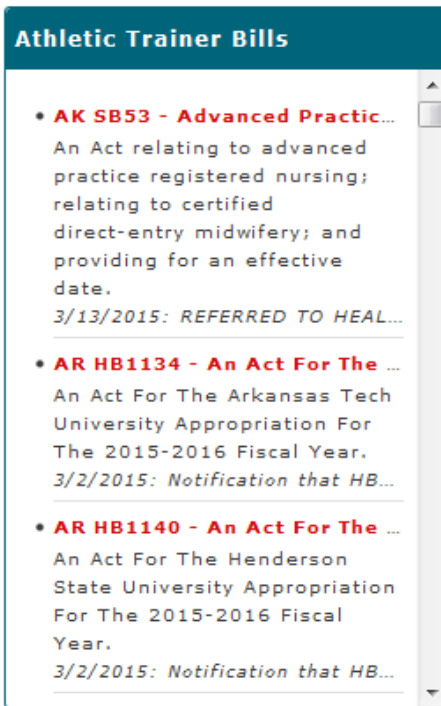 Athletic Trainer Bills
• AK SB53 - Advanced Practic...
An Act relating to advanced
practice registered nursing;
relating to certified
direct-entry midwifery; and
providing for an effective
date.
3/13/2015: REFERRED TO HEAL...
• AR HB1134 - An Act For The ...
An Act For The Arkansas Tech
University Appropriation For
The 2015-2016 Fiscal Year.
3/2/2015: Notification that HB...
• AR HB1140 - An Act For The ...
An Act For The Henderson
State University Appropriation
For The 2015-2016 Fiscal
Year.
3/2/2015: Notification that HB...